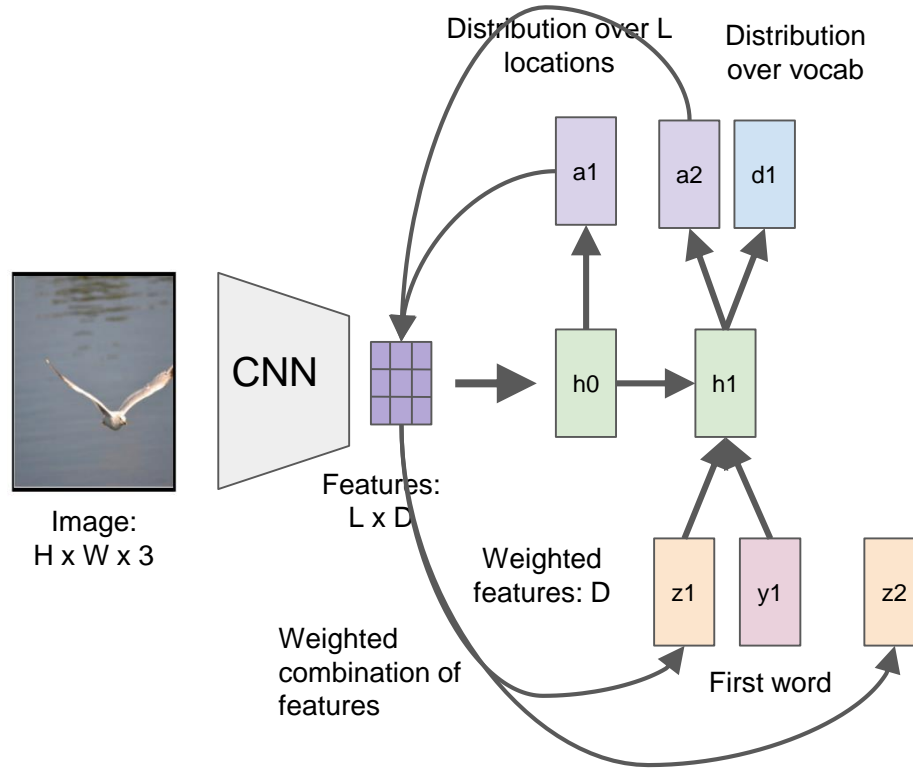 Distribution over L
locations
Distribution
over vocab
a1
a2
d1
CNN
h0
h1
Features:
L x D
Image:
H x W x 3
Weighted
features: D
z1
y1
z2
Weighted
combination of
features
First word